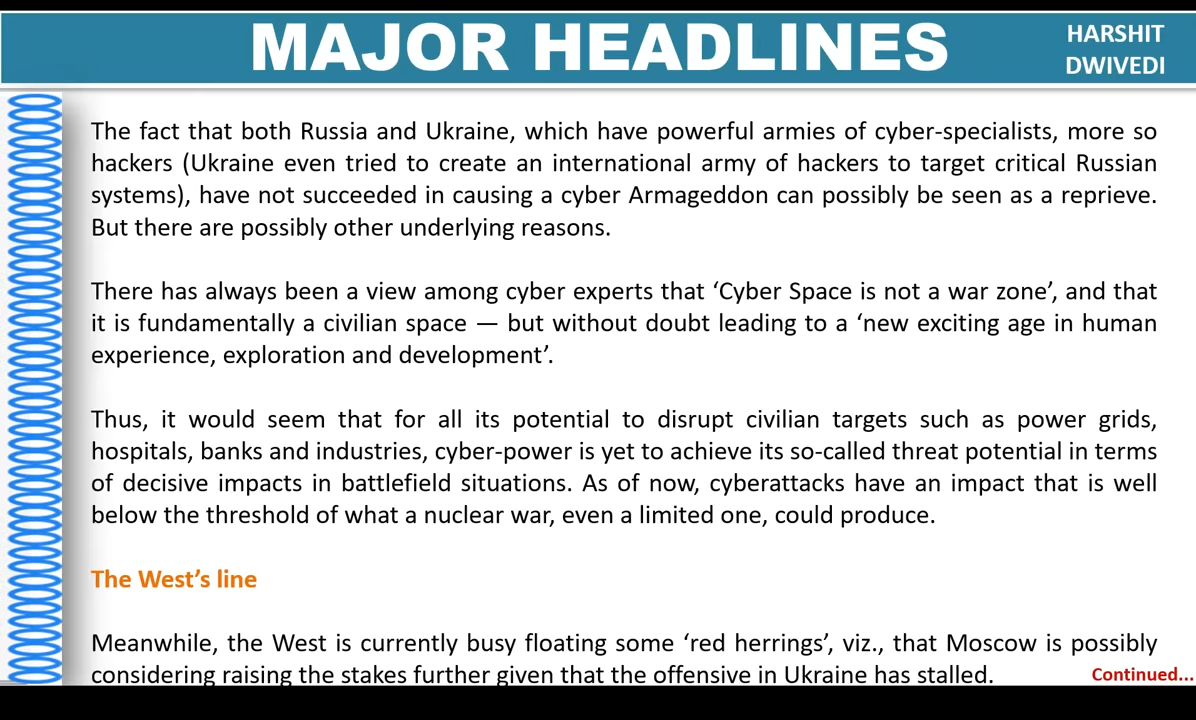 MAJOR HEADLINES
HARSHIT
DWIVEDI
The fact that both Russia and Ukraine, which have powerful armies of cyber-specialists, more so
hackers (Ukraine even tried to create an international army of hackers to target critical Russian
systems), have not succeeded in causing a cyber Armageddon can possibly be seen as a reprieve.
But there are possibly other underlying reasons.
There has always been a view among cyber experts that ‘Cyber Space is not a war zone’, and that
it is fundamentally a civilian space — but without doubt leading to a ‘new exciting age in human
experience, exploration and development’.
Thus, it would seem that for all its potential to disrupt civilian targets such as power grids,
hospitals, banks and industries, cyber-power is yet to achieve its so-called threat potential in terms
of decisive impacts in battlefield situations. As of now, cyberattacks have an impact that is well
below the threshold of what a nuclear war, even a limited one, could produce.
The West’s line
Meanwhile, the West is currently busy floating some ‘red herrings’, viz., that Moscow is possibly
considering raising the stakes further given that the offensive in Ukraine has stalled.
Continued...